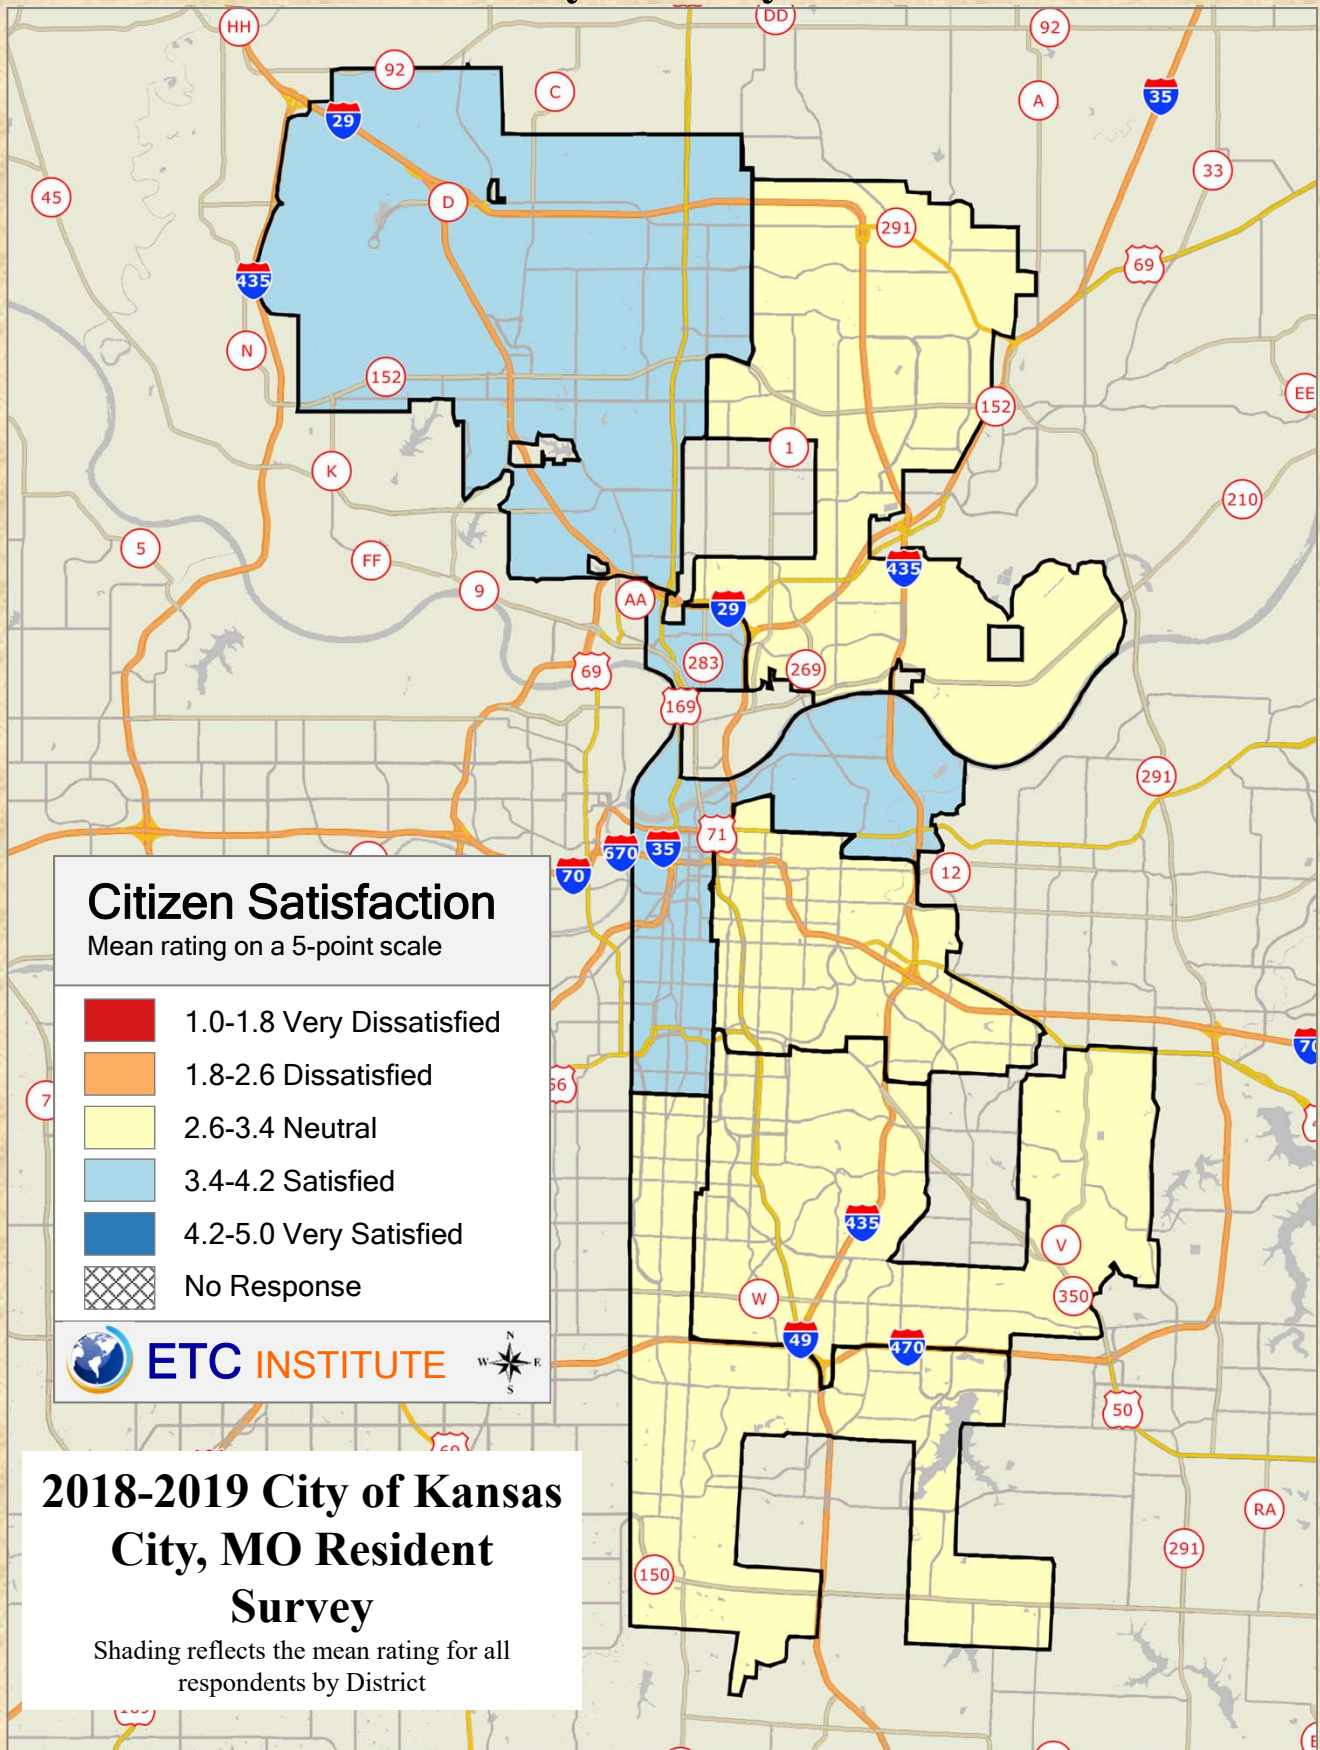 HH
DD
92
92
C
A
35
29
33
45
D
291
69
435
N
152
EE
152
1
K
210
5
FF
435
9
AA
29
283
269
69
169
291
71
670
35
70
12
Citizen Satisfaction
Mean rating on a 5-point scale
1.0-1.8 Very Dissatisfied
1.8-2.6 Dissatisfied
2.6-3.4 Neutral
3.4-4.2 Satisfied
4.2-5.0 Very Satisfied
No Response
ETC INSTITUTE
N
W E
S
70
56
7
435
V
350
W
49
470
50
69
RA
291
150
2018-2019 City of Kansas
City, MO Resident
Survey
Shading reflects the mean rating for all
respondents by District